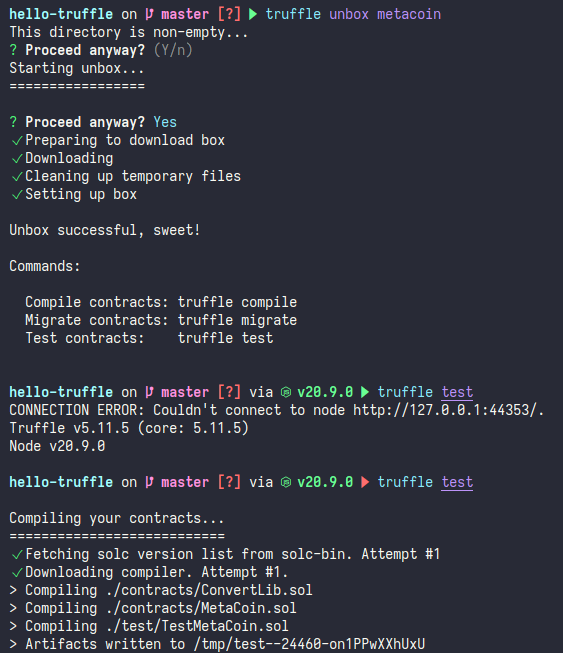 hello-truffle on master [?] truffle unbox metacoin
This directory is non-empty...
? Proceed anyway? (Y/n)
Starting unbox...
=================
? Proceed anyway? Yes
✓Preparing to download box
✓Downloading
✓Cleaning up temporary files
✓Setting up box
Unbox successful, sweet!
Commands:
Compile contracts: truffle compile
Migrate contracts: truffle migrate
Test contracts: truffle test
hello-truffle on master [?] via v20.9.0 truffle test
CONNECTION ERROR: Couldn't connect to node http://127.0.0.1:44353/.
Truffle v5.11.5 (core: 5.11.5)
Node v20.9.0
hello-truffle on master [?] via v20.9.0 truffle test
Compiling your contracts...
===========================
✓Fetching solc version list from solc-bin. Attempt #1
✓Downloading compiler. Attempt #1.
> Compiling ./contracts/ConvertLib.sol
> Compiling ./contracts/MetaCoin.sol
> Compiling ./test/TestMetaCoin.sol
> Artifacts written to /tmp/test--24460-on1PPwXXhUxU